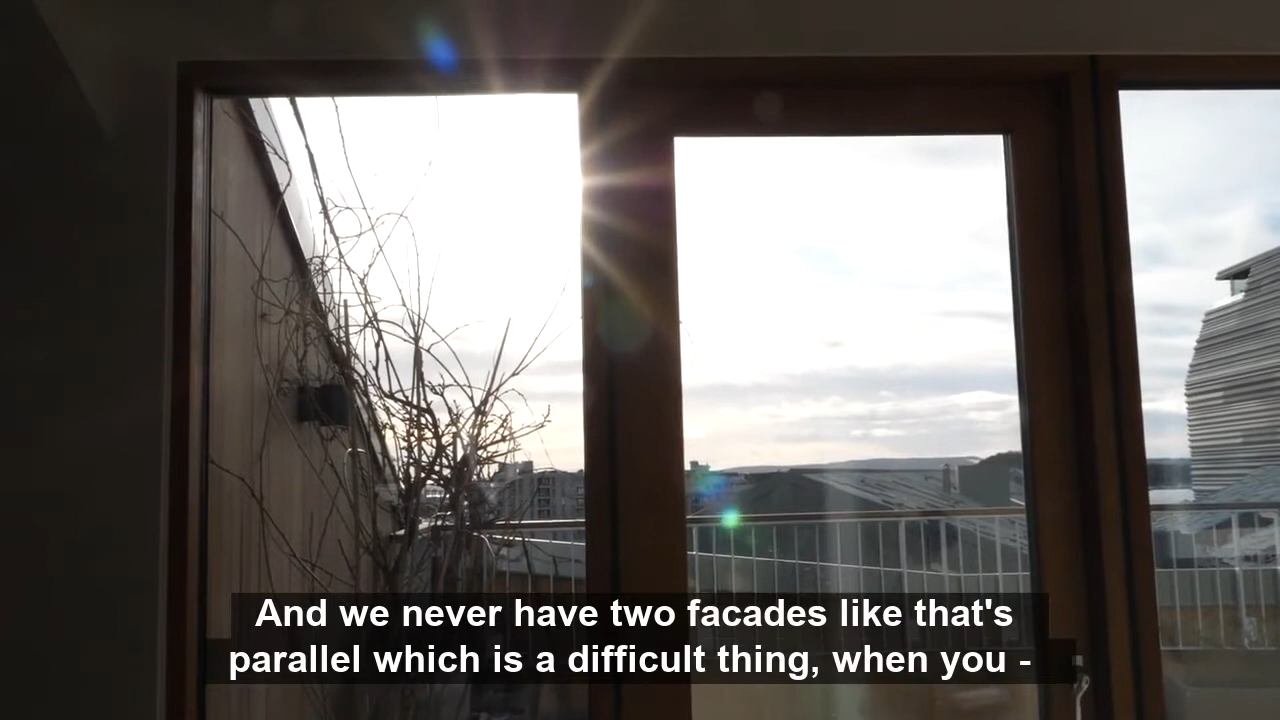 And we never have two facades like that's
parallel which is a difficult thing, when you -